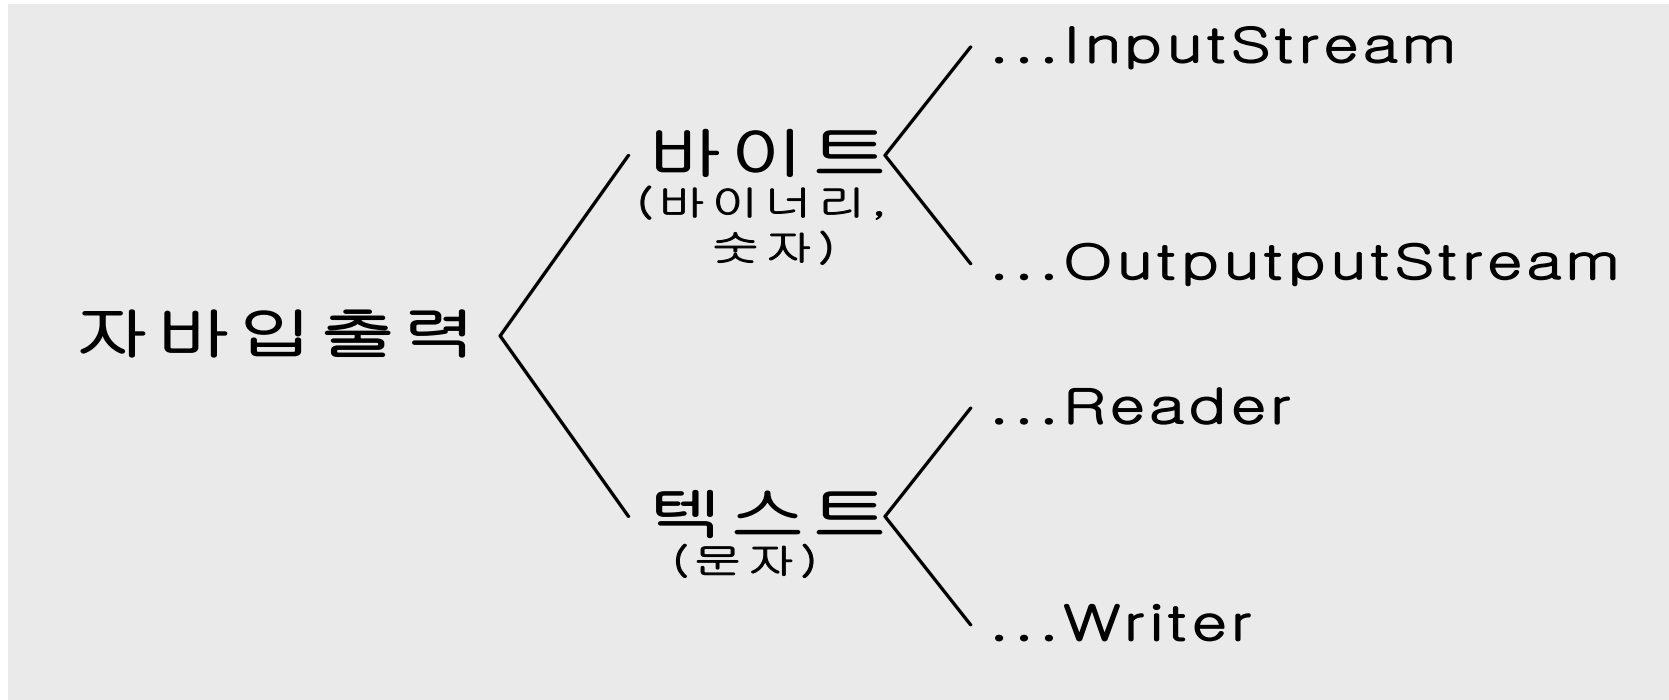 ...InputStream
바이트
(바이너리,
숫자)
...OutputputStream
자바입출력
...Reader
텍스트
(문자)
...Writer